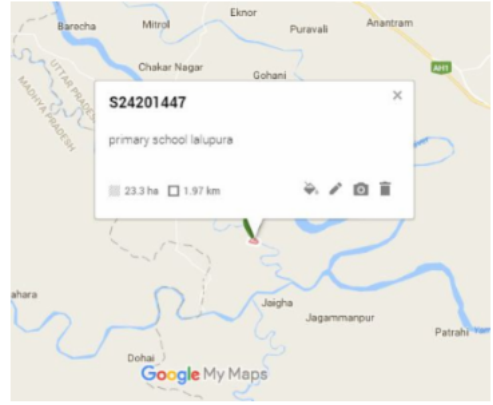 Eknor
Barecha
Mitrol
Puravali
Anantram
Chakar Nagar
Gohani
AH1
UTTAR PRADESH
MADHYA PRADESH
S24201447
primary school lalupura
23.3 ha 1.97 km
ahara
Jaigha
Jagammanpur
Patrahi
Dohai
Google My Maps